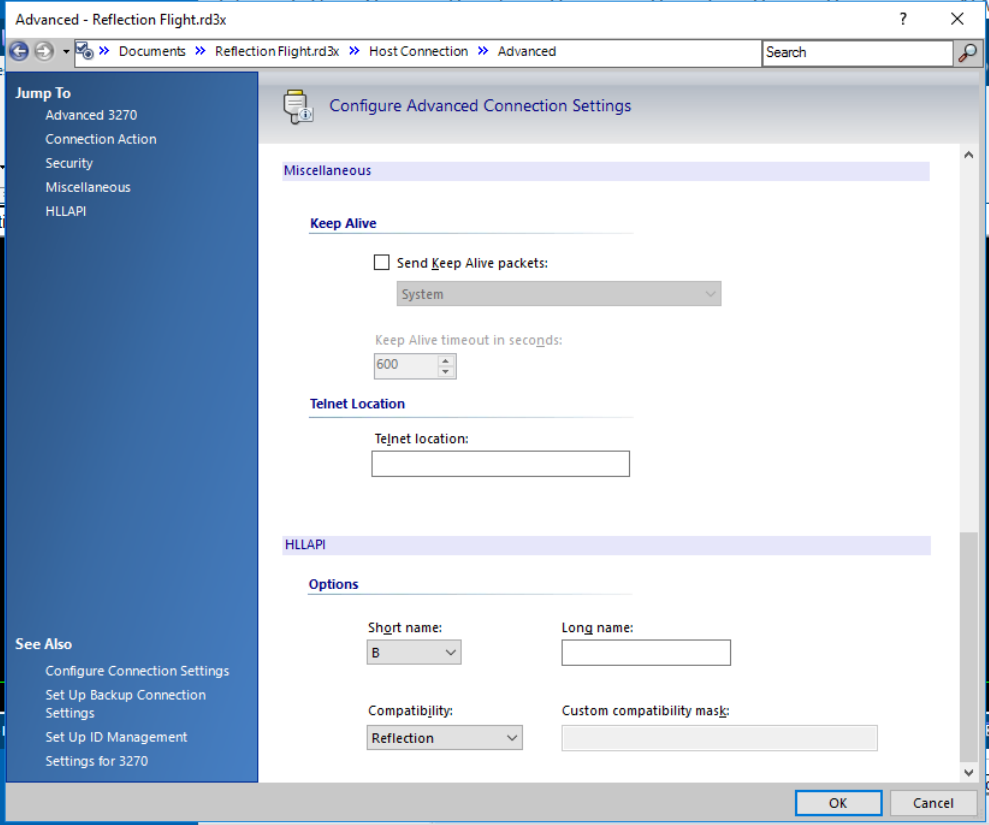 Advanced - Reflection Flight.rd3x
?
Documents » Reflection Flight.rd3x » Host Connection » Advanced
Search
Jump To
Advanced 3270
Connection Action
Security
Miscellaneous
HLLAPI
See Also
Configure Connection Settings
Set Up Backup Connection
Settings
Set Up ID Management
Settings for 3270
Configure Advanced Connection Settings
Miscellaneous
Keep Alive
Send Keep Alive packets:
System
Keep Alive timeout in seconds:
600
Telnet Location
Telnet location:
HLLAPI
Options
Short name: Long name:
B
Compatibility: Custom compatibility mask:
Reflection
OK Cancel